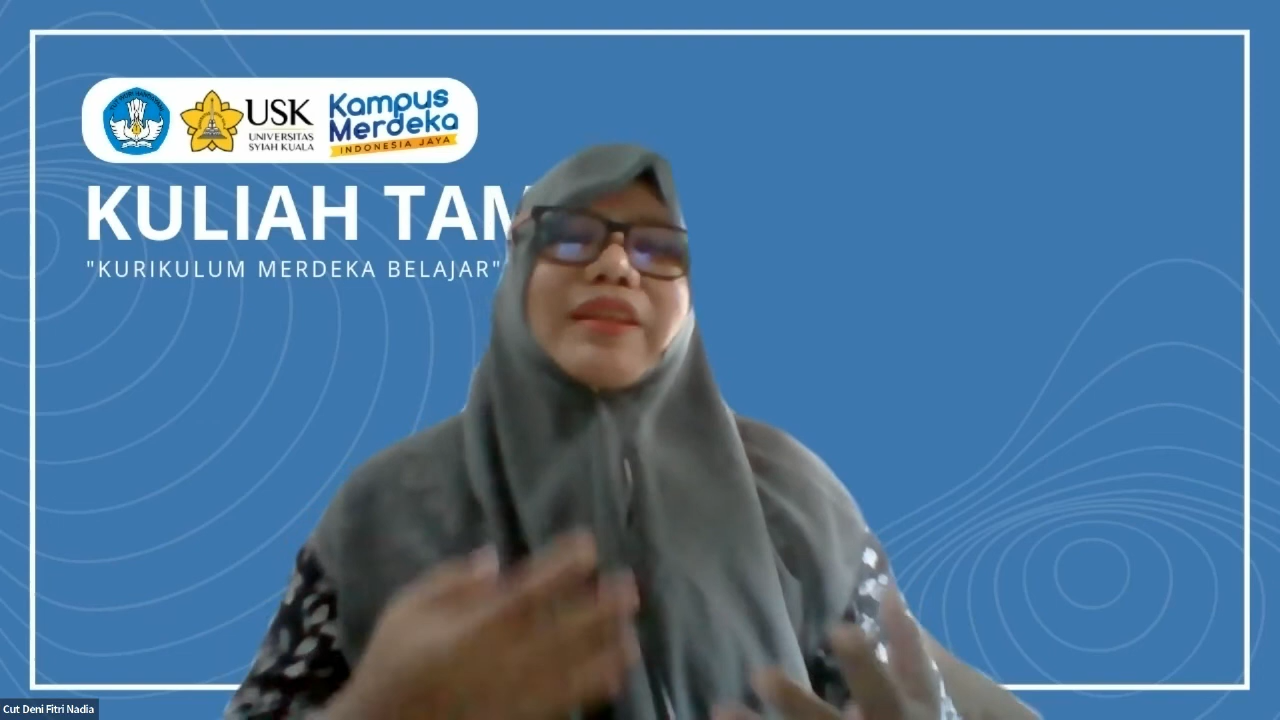 USK
UNIVERSITAS
SYIAH KUALA
Kampus
Merdeka
INDONESIA JAYA
KULIAH TAM
"KURIKULUM MERDEKA BELAJAR"
Cut Deni Fitri Nadia